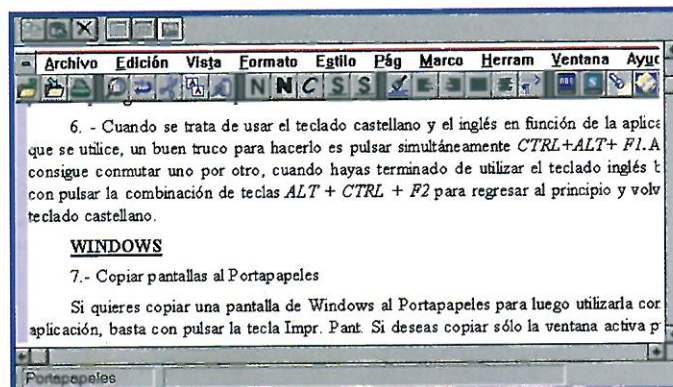 Archivo Edición Vista Formato Estilo Pág Marco Herram Ventana Ayuc
N N C S S
6. - Cuando se trata de usar el teclado castellano y el inglés en función de la aplica
que se utilice, un buen truco para hacerlo es pulsar simultáneamente CTRL+ALT+ F1. A
consigue conmutar uno por otro, cuando hayas terminado de utilizar el teclado inglés b
con pulsar la combinación de teclas ALT + CTRL + F2 para regresar al principio y volv
teclado castellano.
WINDOWS
7.- Copiar pantallas al Portapapeles
Si quieres copiar una pantalla de Windows al Portapapeles para luego utilizarla cor
aplicación, basta con pulsar la tecla Impr. Pant. Si deseas copiar sólo la ventana activa p
Portapapeles